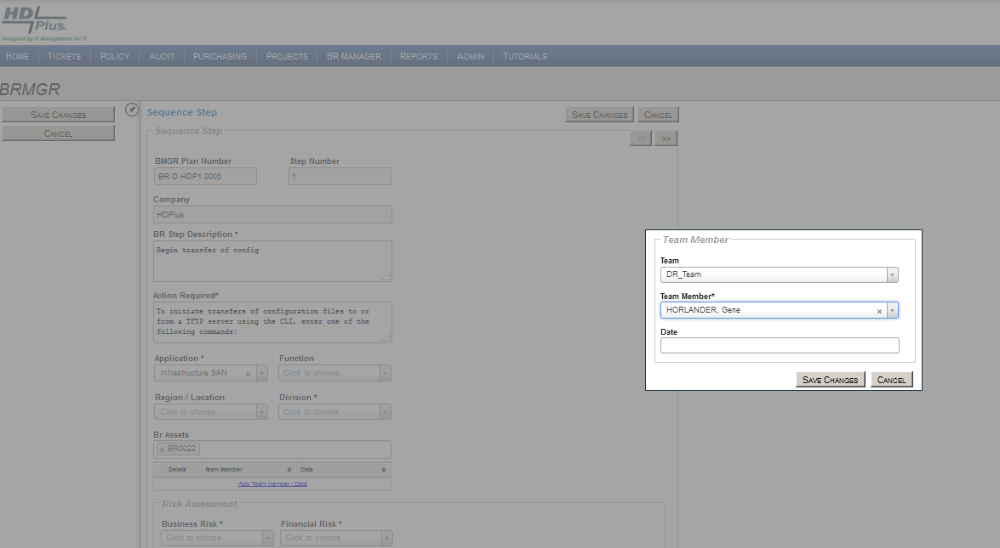 HD
Plus.
Designed by IT Management for IT
HOME TICKETS POLICY AUDIT PURCHASING PROJECTS BR MANAGER REPORTS ADMIN TUTORIALS
BRMGR
SAVE CHANGES
CANCEL
Sequence Step
SAVE CHANGES CANCEL
Sequence Step
<< >>
BMGR Plan Number Step Number
BR D HDP1 0005 1
Company
HDPlus
BR Step Description *
Begin transfer of config
Action Required*
To initiate transfers of configuration files to or
from a TFTP server using the CLI, enter one of the
following commands:
Application * Function
Infrastructure SAN × Click to choose...
Region / Location Division *
Click to choose... Click to choose...
Br Assets
× BR0022
Delete Team Member Date
Add Team Member / Date
Risk Assessment
Business Risk * Financial Risk *
Click to choose... Click to choose...
Team Member
Team
DR_Team
Team Member*
HORLANDER, Gene ×
Date
SAVE CHANGES CANCEL